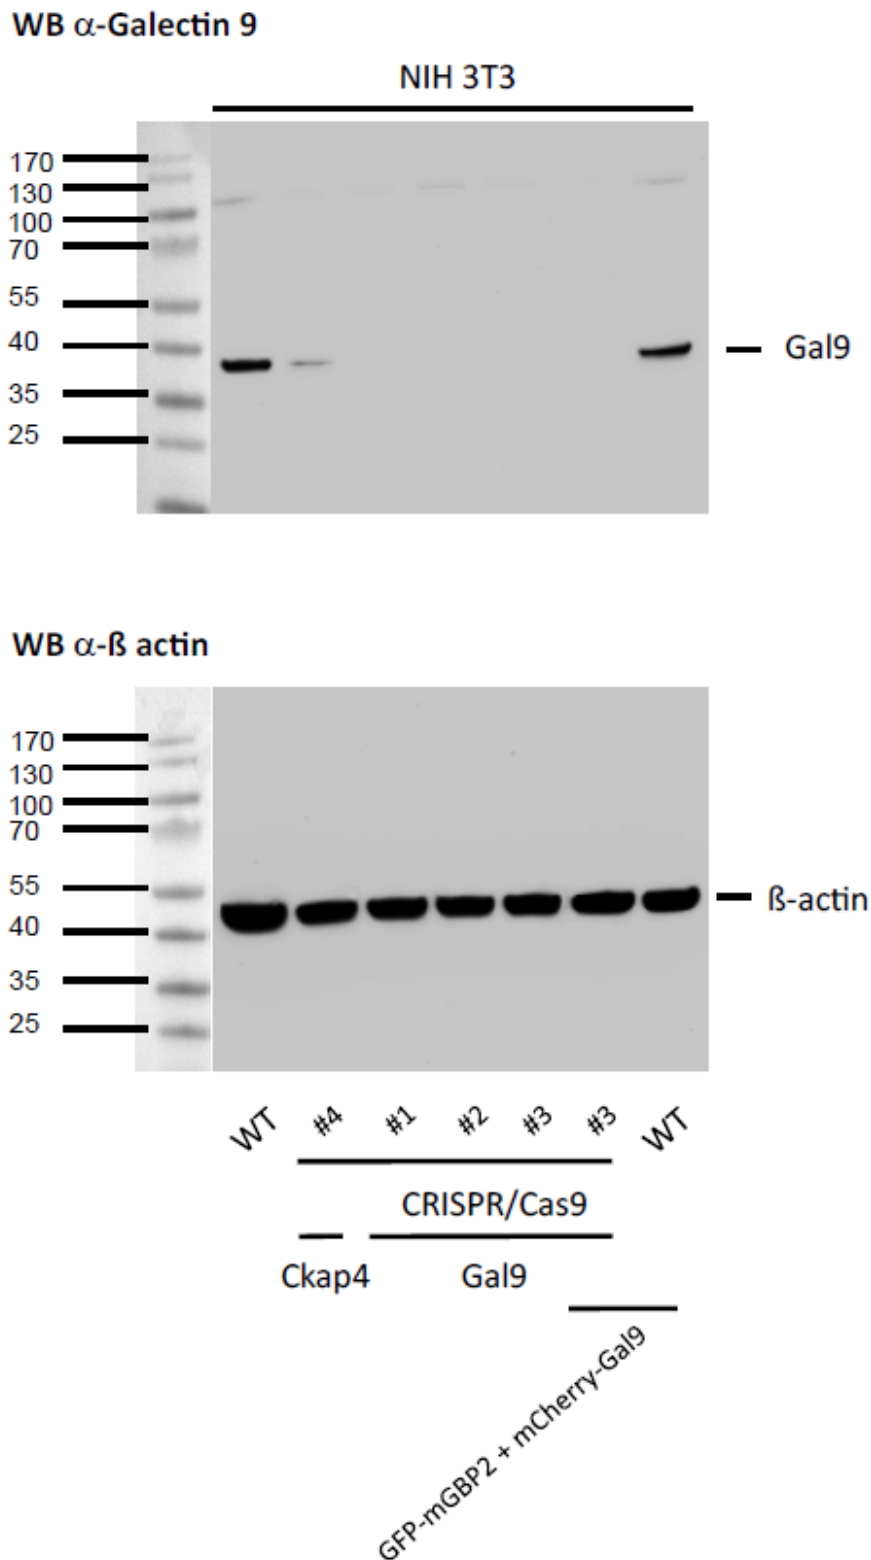 WB α-Galectin 9
NIH 3T3
170
130
100
70
55
40
35
25
Gal9
WB α-ß actin
170
130
100
70
55
40
35
25
ß-actin
WT #4 #1 #2 #3 #3 WT
CRISPR/Cas9
Ckap4 Gal9
GFP-mGBP2 + mCherry-Gal9